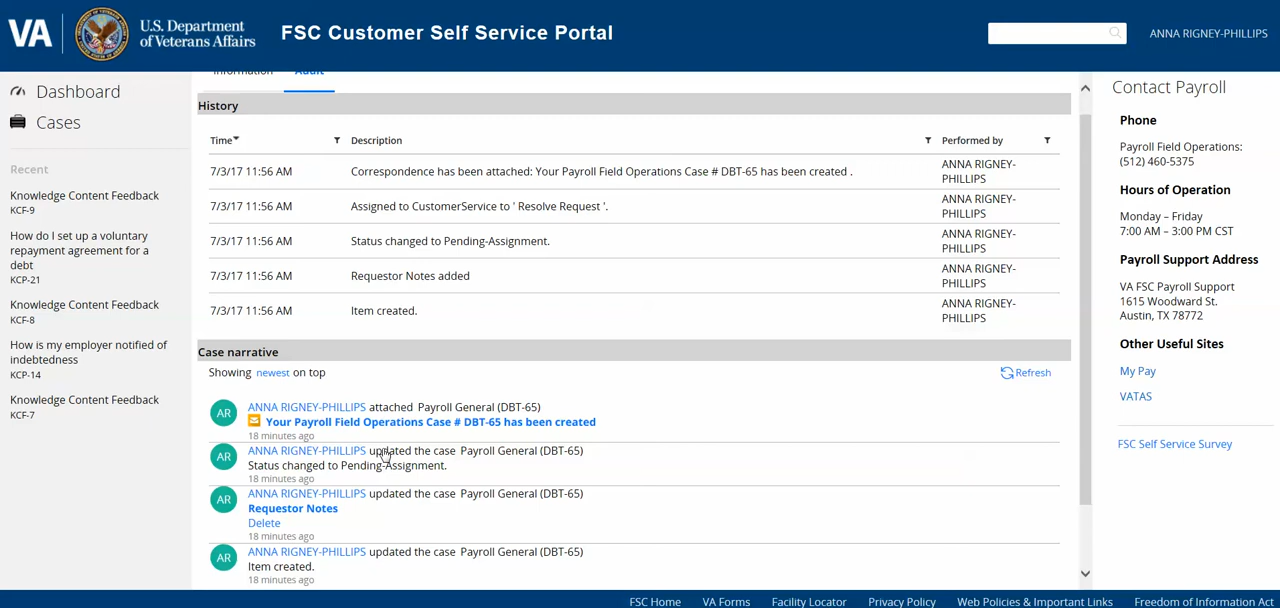 VA
U.S. Department
of Veterans Affairs
FSC Customer Self Service Portal
ANNA RIGNEY-PHILLIPS
Dashboard
Cases
Recent
Knowledge Content Feedback
KCF-9
How do I set up a voluntary
repayment agreement for a
debt
KCP-21
Knowledge Content Feedback
KCF-8
How is my employer notified of
indebtedness
KCP-14
Knowledge Content Feedback
KCF-7
Information Audit
History
Time Description Performed by
7/3/17 11:56 AM Correspondence has been attached: Your Payroll Field Operations Case # DBT-65 has been created . ANNA RIGNEY-
PHILLIPS
7/3/17 11:56 AM Assigned to CustomerService to ' Resolve Request '. ANNA RIGNEY-
PHILLIPS
7/3/17 11:56 AM Status changed to Pending-Assignment. ANNA RIGNEY-
PHILLIPS
7/3/17 11:56 AM Requestor Notes added ANNA RIGNEY-
PHILLIPS
7/3/17 11:56 AM Item created. ANNA RIGNEY-
PHILLIPS
Case narrative
Showing newest on top Refresh
AR ANNA RIGNEY-PHILLIPS attached Payroll General (DBT-65)
Your Payroll Field Operations Case # DBT-65 has been created
18 minutes ago
AR ANNA RIGNEY-PHILLIPS updated the case Payroll General (DBT-65)
Status changed to Pending-Assignment.
18 minutes ago
AR ANNA RIGNEY-PHILLIPS updated the case Payroll General (DBT-65)
Requestor Notes
Delete
18 minutes ago
AR ANNA RIGNEY-PHILLIPS updated the case Payroll General (DBT-65)
Item created.
18 minutes ago
Contact Payroll
Phone
Payroll Field Operations:
(512) 460-5375
Hours of Operation
Monday – Friday
7:00 AM – 3:00 PM CST
Payroll Support Address
VA FSC Payroll Support
1615 Woodward St.
Austin, TX 78772
Other Useful Sites
My Pay
VATAS
FSC Self Service Survey
FSC Home VA Forms Facility Locator Privacy Policy Web Policies & Important Links Freedom of Information Act